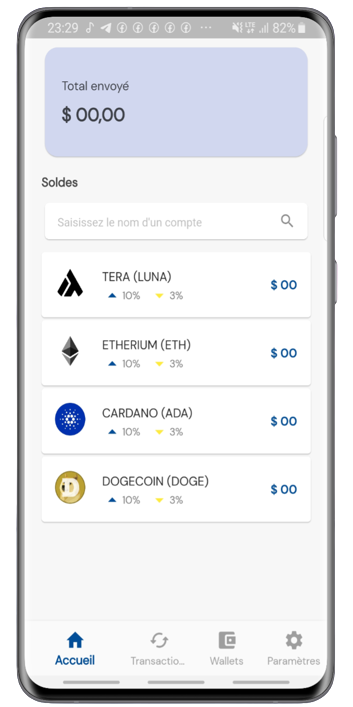 23:29 ... LTE 82%
Total envoyé
$ 00,00
Soldes
Saisissez le nom d'un compte
TERA (LUNA)
10% 3%
$ 00
ETHERIUM (ETH)
10% 3%
$ 00
CARDANO (ADA)
10% 3%
$ 00
DOGECOIN (DOGE)
10% 3%
$ 00
Accueil Transactio... Wallets Paramètres